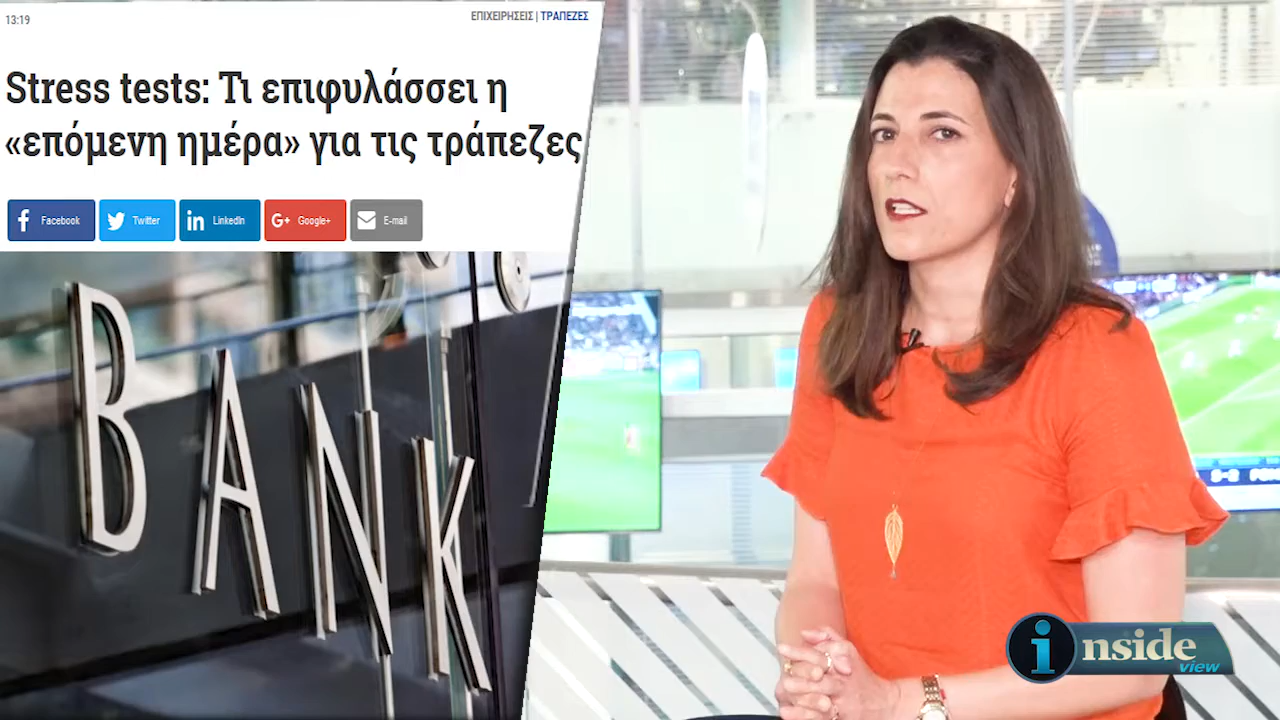 13:19
ΕΠΙΧΕΙΡΗΣΕΙΣ | ΤΡΑΠΕΖΕΣ
Stress tests: Τι επιφυλάσσει η
«επόμενη ημέρα» για τις τράπεζες
Facebook
Twitter
LinkedIn
Google+
E-mail
BANK
inside
view